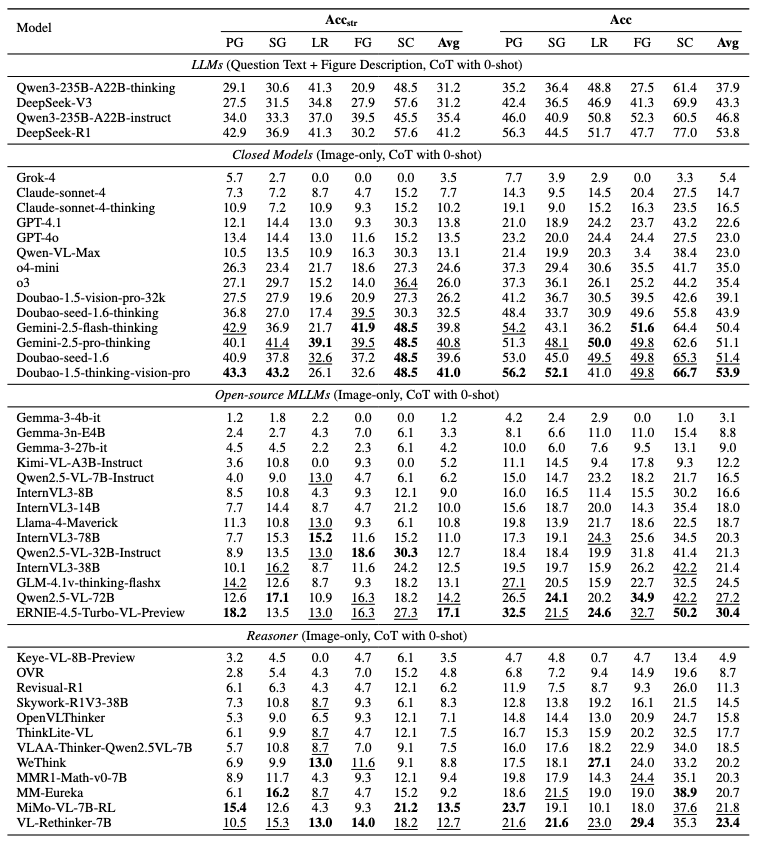 Model Acc_str Acc
PG SG LR FG SC Avg PG SG LR FG SC Avg
LLMs (Question Text + Figure Description, CoT with 0-shot)
Qwen3-235B-A22B-thinking 29.1 30.6 41.3 20.9 48.5 31.2 35.2 36.4 48.8 27.5 61.4 37.9
DeepSeek-V3 27.5 31.5 34.8 27.9 57.6 31.2 42.4 36.5 46.9 41.3 69.9 43.3
Qwen3-235B-A22B-instruct 34.0 33.3 37.0 39.5 45.5 35.4 46.0 40.9 50.8 52.3 60.5 46.8
DeepSeek-R1 42.9 36.9 41.3 30.2 57.6 41.2 56.3 44.5 51.7 47.7 77.0 53.8
Closed Models (Image-only, CoT with 0-shot)
Grok-4 5.7 2.7 0.0 0.0 0.0 3.5 7.7 3.9 2.9 0.0 3.3 5.4
Claude-sonnet-4 7.3 7.2 8.7 4.7 15.2 7.7 14.3 9.5 14.5 20.4 27.5 14.7
Claude-sonnet-4-thinking 10.9 7.2 10.9 9.3 15.2 10.2 19.1 9.0 15.2 16.3 23.5 16.5
GPT-4.1 12.1 14.4 13.0 9.3 30.3 13.8 21.0 18.9 24.2 23.7 43.2 22.6
GPT-4o 13.4 14.4 13.0 11.6 15.2 13.5 23.2 20.0 24.4 24.4 27.5 23.0
Qwen-VL-Max 10.5 13.5 10.9 16.3 30.3 13.1 21.4 19.9 20.3 3.4 38.4 23.0
o4-mini 26.3 23.4 21.7 18.6 27.3 24.6 37.3 29.4 30.6 35.5 41.7 35.0
o3 27.1 29.7 15.2 14.0 36.4 26.0 37.3 36.1 26.1 25.2 44.2 35.4
Doubao-1.5-vision-pro-32k 27.5 27.9 19.6 20.9 27.3 26.2 41.2 36.7 30.5 39.5 42.6 39.1
Doubao-seed-1.6-thinking 36.8 27.0 17.4 39.5 30.3 32.5 48.4 33.7 30.9 49.6 55.8 43.9
Gemini-2.5-flash-thinking 42.9 36.9 21.7 41.9 48.5 39.8 54.2 43.1 36.2 51.6 64.4 50.4
Gemini-2.5-pro-thinking 40.1 41.4 39.1 39.5 48.5 40.8 51.3 48.1 50.0 49.8 62.6 51.1
Doubao-seed-1.6 40.9 37.8 32.6 37.2 48.5 39.6 53.0 45.0 49.5 49.8 65.3 51.4
Doubao-1.5-thinking-vision-pro 43.3 43.2 26.1 32.6 48.5 41.0 56.2 52.1 41.0 49.8 66.7 53.9
Open-source MLLMs (Image-only, CoT with 0-shot)
Gemma-3-4b-it 1.2 1.8 2.2 0.0 0.0 1.2 4.2 2.4 2.9 0.0 1.0 3.1
Gemma-3n-E4B 2.4 2.7 4.3 7.0 6.1 3.3 8.1 6.6 11.0 11.0 15.4 8.8
Gemma-3-27b-it 4.5 4.5 2.2 2.3 6.1 4.2 10.0 6.0 7.6 9.5 13.1 9.0
Kimi-VL-A3B-Instruct 3.6 10.8 0.0 9.3 0.0 5.2 11.1 14.5 9.4 17.8 9.3 12.2
Qwen2.5-VL-7B-Instruct 4.0 9.0 13.0 4.7 6.1 6.2 15.0 14.7 23.2 18.2 21.7 16.5
InternVL3-8B 8.5 10.8 4.3 9.3 12.1 9.0 16.0 16.5 11.4 15.5 30.2 16.6
InternVL3-14B 7.7 14.4 8.7 4.7 21.2 10.0 15.6 18.7 20.0 14.3 35.4 18.0
Llama-4-Maverick 11.3 10.8 13.0 9.3 6.1 10.8 19.8 13.9 21.7 18.6 22.5 18.7
InternVL3-78B 7.7 15.3 15.2 11.6 15.2 11.0 17.3 19.1 24.3 25.6 34.5 20.3
Qwen2.5-VL-32B-Instruct 8.9 13.5 13.0 18.6 30.3 12.7 18.4 18.4 19.9 31.8 41.4 21.3
InternVL3-38B 10.1 16.2 8.7 11.6 24.2 12.5 19.5 19.7 15.9 26.2 42.2 21.4
GLM-4.1v-thinking-flashx 14.2 12.6 8.7 9.3 18.2 13.1 27.1 20.5 15.9 22.7 32.5 24.5
Qwen2.5-VL-72B 12.6 17.1 10.9 16.3 18.2 14.2 26.5 24.1 20.2 34.9 42.2 27.2
ERNIE-4.5-Turbo-VL-Preview 18.2 13.5 13.0 16.3 27.3 17.1 32.5 21.5 24.6 32.7 50.2 30.4
Reasoner (Image-only, CoT with 0-shot)
Keye-VL-8B-Preview 3.2 4.5 0.0 4.7 6.1 3.5 4.7 4.8 0.7 4.7 13.4 4.9
OVR 2.8 5.4 4.3 7.0 15.2 4.8 6.8 7.2 9.4 14.9 19.6 8.7
Revisual-R1 6.1 6.3 4.3 4.7 12.1 6.2 11.9 7.5 8.7 9.3 26.0 11.3
Skywork-R1V3-38B 7.3 10.8 8.7 9.3 6.1 8.3 12.8 13.8 19.2 16.1 21.5 14.5
OpenVLThinker 5.3 9.0 6.5 9.3 12.1 7.1 14.8 14.4 13.0 20.9 24.7 15.8
ThinkLite-VL 6.1 9.9 8.7 4.7 12.1 7.5 16.7 15.3 15.9 20.2 32.5 17.7
VLAA-Thinker-Qwen2.5VL-7B 5.7 10.8 8.7 7.0 9.1 7.5 16.0 17.6 18.2 22.9 34.0 18.5
WeThink 6.9 9.9 13.0 11.6 9.1 8.8 17.5 18.1 27.1 24.0 33.2 20.2
MMR1-Math-v0-7B 8.9 11.7 4.3 9.3 12.1 9.4 19.8 17.9 14.3 24.4 35.1 20.3
MM-Eureka 6.1 16.2 8.7 4.7 15.2 9.2 18.6 21.5 19.0 19.0 38.9 20.7
MiMo-VL-7B-RL 15.4 12.6 4.3 9.3 21.2 13.5 23.7 19.1 10.1 18.0 37.6 21.8
VL-Rethinker-7B 10.5 15.3 13.0 14.0 18.2 12.7 21.6 21.6 23.0 29.4 35.3 23.4